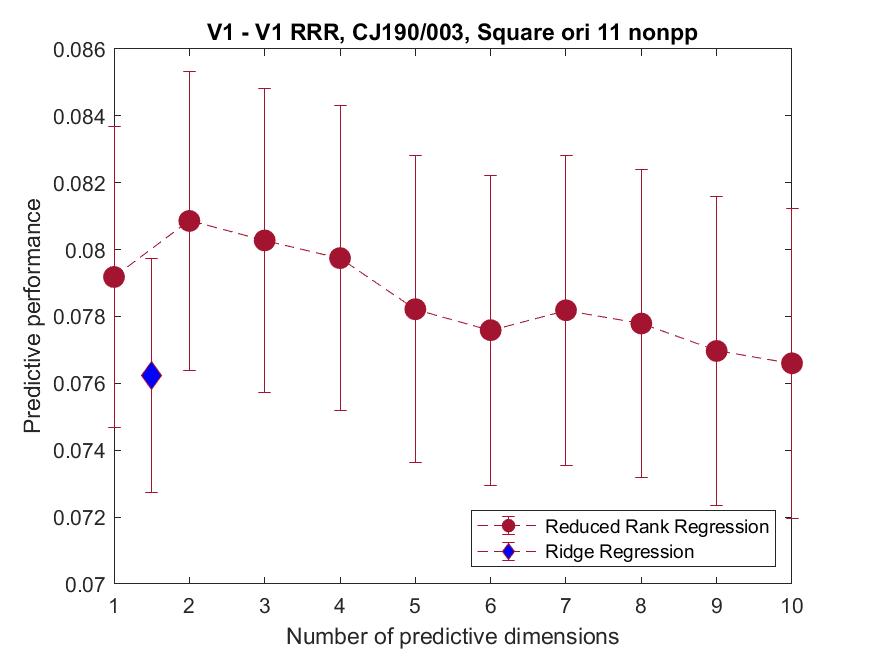 V1 - V1 RRR, CJ190/003, Square ori 11 nonpp
0.086
0.084
0.082
0.08
0.078
0.076
0.074
0.072
0.07
Predictive performance
Reduced Rank Regression
Ridge Regression
1 2 3 4 5 6 7 8 9 10
Number of predictive dimensions